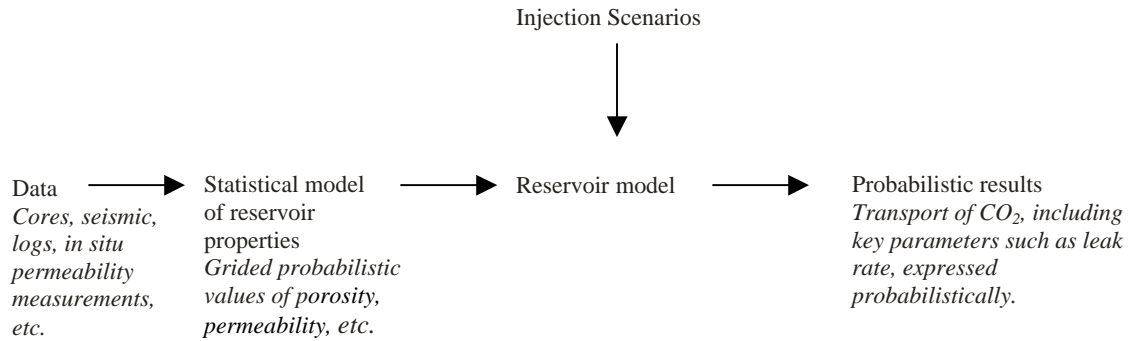 Injection Scenarios
Data
Cores, seismic,
logs, in situ
permeability
measurements,
etc.
Statistical model
of reservoir
properties
Grided probabilistic
values of porosity,
permeability, etc.
Reservoir model
Probabilistic results
Transport of CO2, including
key parameters such as leak
rate, expressed
probabilistically.